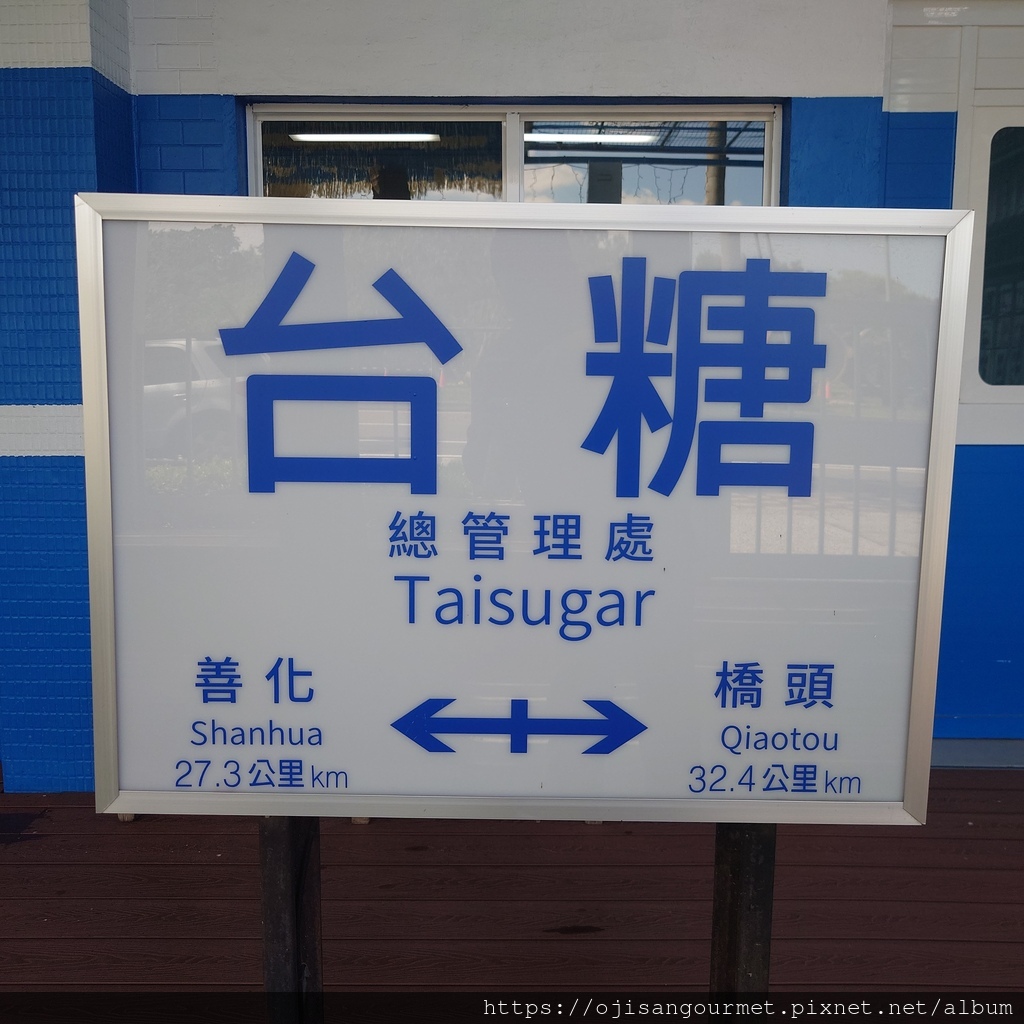 台糖
總管理處
Taisugar
善化 橋頭
Shanhua Qiaotou
27.3公里km 32.4公里km
https://ojisangourmet.pixnet.net/album